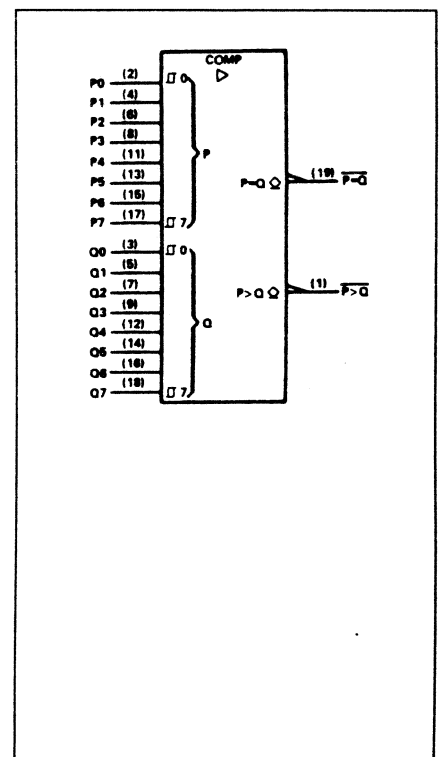 COMP
P0 (2) 0
P1 (4)
P2 (6)
P3 (8)
P4 (11) P
P5 (13) P=Q (19) P=Q
P6 (15)
P7 (17) 7
Q0 (3) 0
Q1 (5)
Q2 (7) P>Q (1) P>Q
Q3 (9)
Q4 (12) Q
Q5 (14)
Q6 (16)
Q7 (18) 7